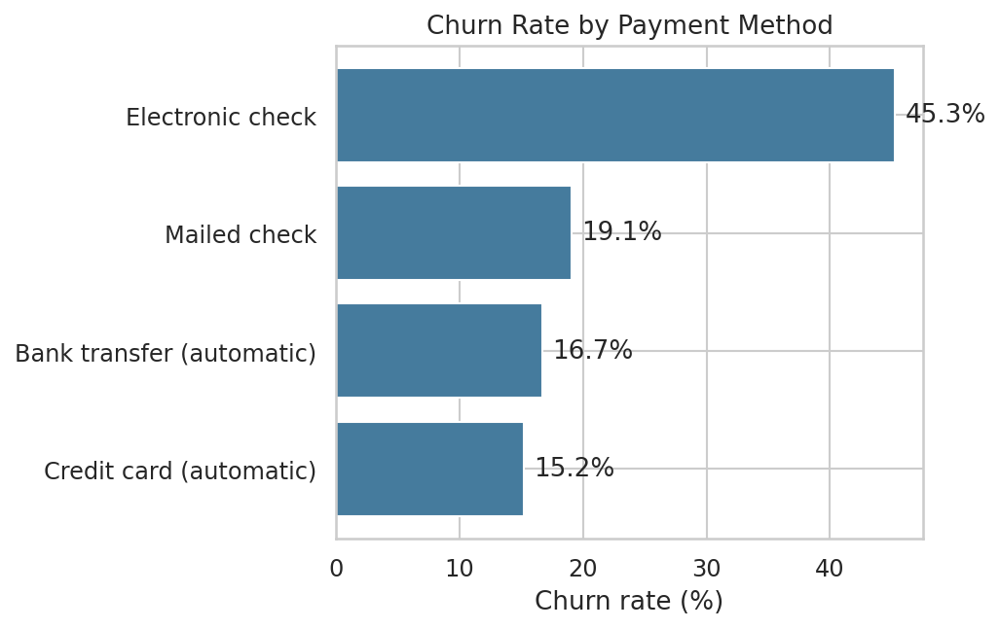 Churn Rate by Payment Method
Electronic check
45.3%
Mailed check
19.1%
Bank transfer (automatic)
16.7%
Credit card (automatic)
15.2%
0 10 20 30 40
Churn rate (%)